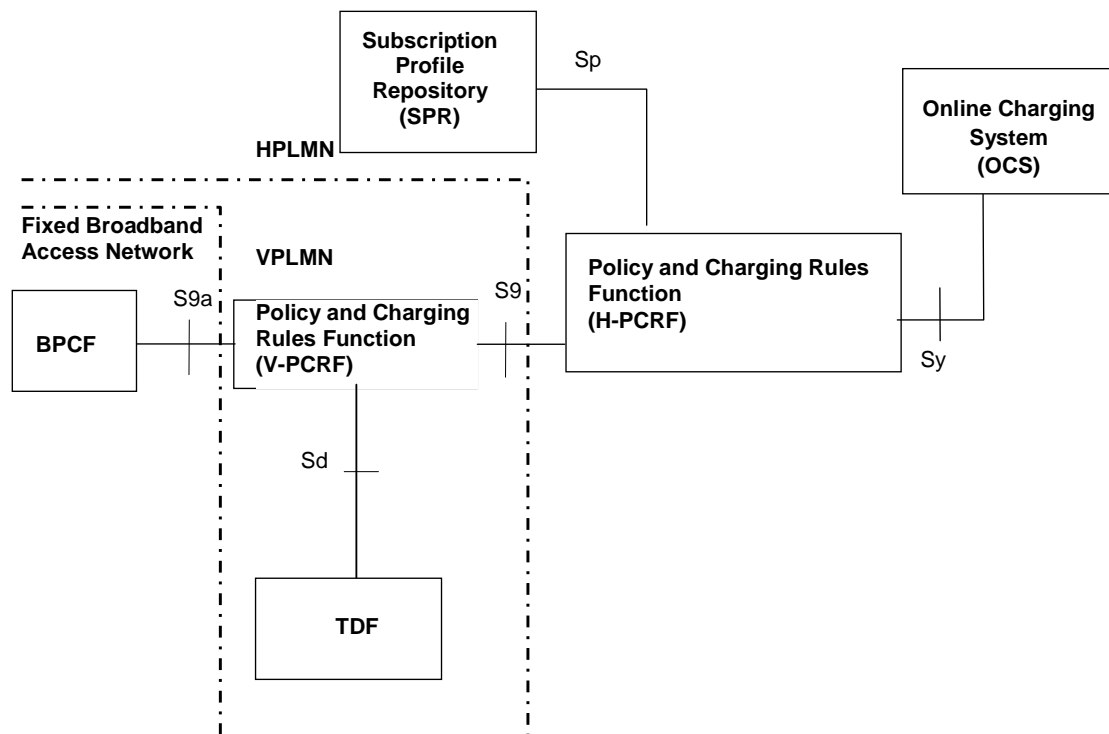 Subscription
Profile
Repository
(SPR)
Sp
Online Charging
System
(OCS)
HPLMN
Fixed Broadband
Access Network
VPLMN
S9a
S9
BPCF
Policy and Charging
Rules Function
(V-PCRF)
Policy and Charging Rules
Function
(H-PCRF)
Sy
Sd
TDF